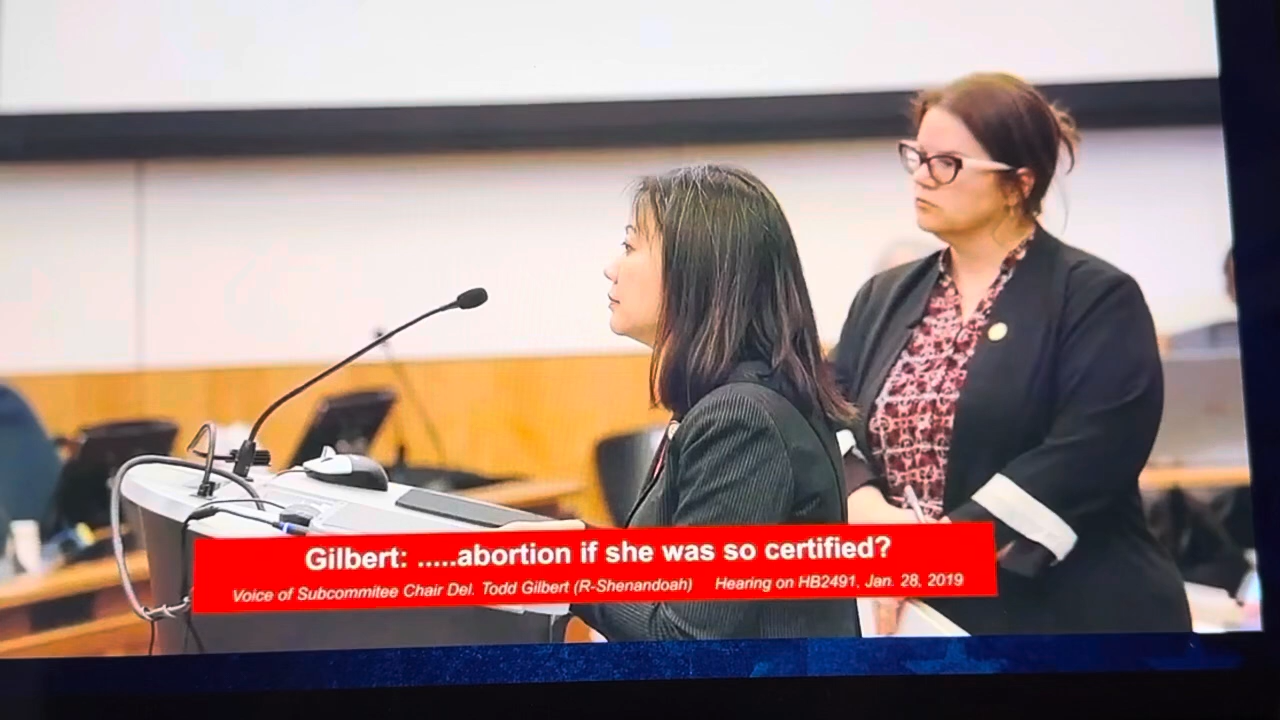 Gilbert: .....abortion if she was so certified?
Voice of Subcommitee Chair Del. Todd Gilbert (R-Shenandoah) Hearing on HB2491, Jan. 28, 2019